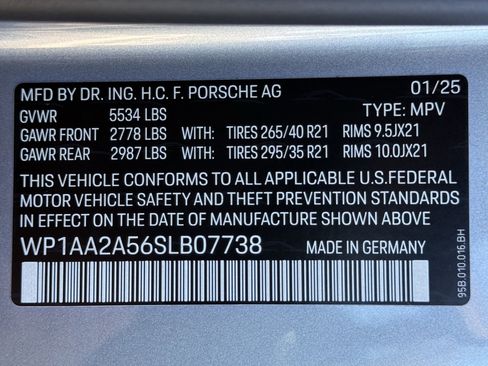 MFD BY DR. ING. H.C. F. PORSCHE AG 01/25
GVWR 5534 LBS TYPE: MPV
GAWR FRONT 2778 LBS WITH: TIRES 265/40 R21 RIMS 9.5JX21
GAWR REAR 2987 LBS WITH: TIRES 295/35 R21 RIMS 10.0JX21
THIS VEHICLE CONFORMS TO ALL APPLICABLE U.S.FEDERAL
MOTOR VEHICLE SAFETY AND THEFT PREVENTION STANDARDS
IN EFFECT ON THE DATE OF MANUFACTURE SHOWN ABOVE
WP1AA2A56SLB07738 MADE IN GERMANY
95B.010.016.BH